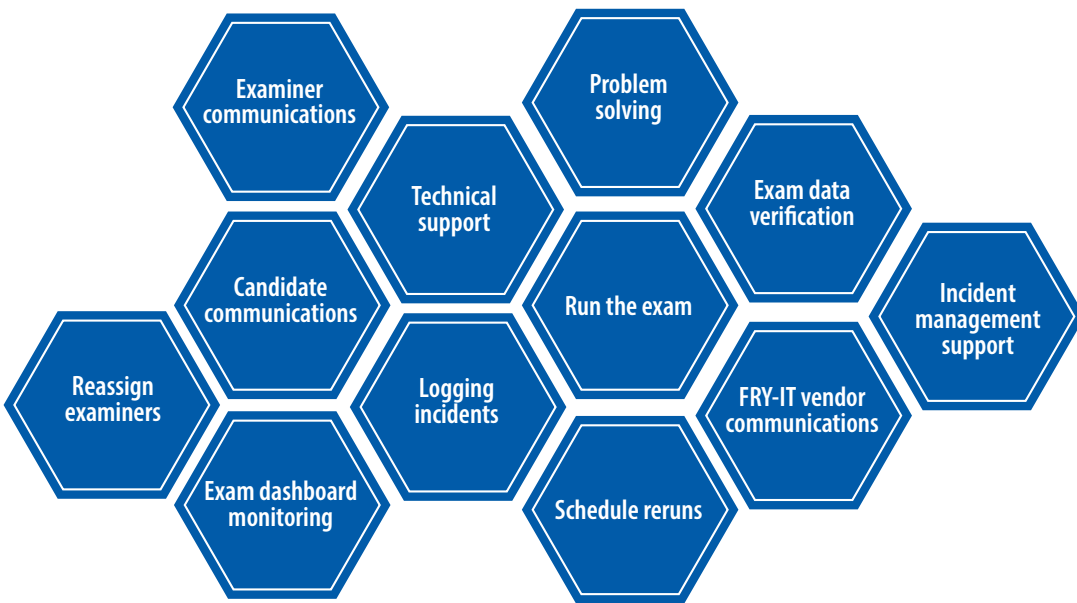 Examiner
communications
Problem
solving
Technical
support
Exam data
verification
Candidate
communications
Run the exam
Incident
management
support
Reassign
examiners
Logging
incidents
FRY-IT vendor
communications
Exam dashboard
monitoring
Schedule reruns